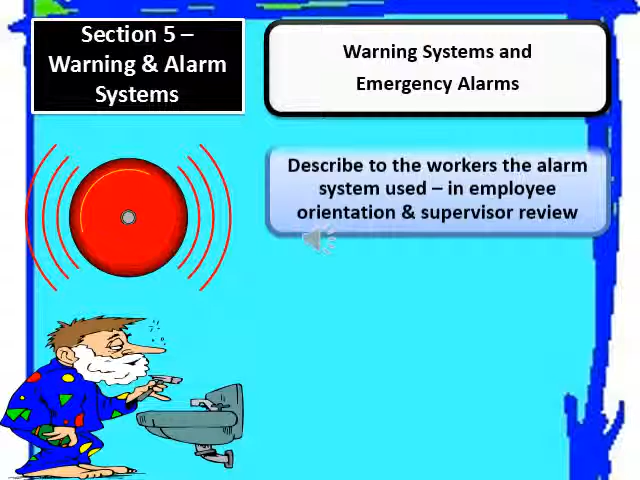 Section 5 –
Warning & Alarm
Systems
Warning Systems and
Emergency Alarms
Describe to the workers the alarm
system used – in employee
orientation & supervisor review